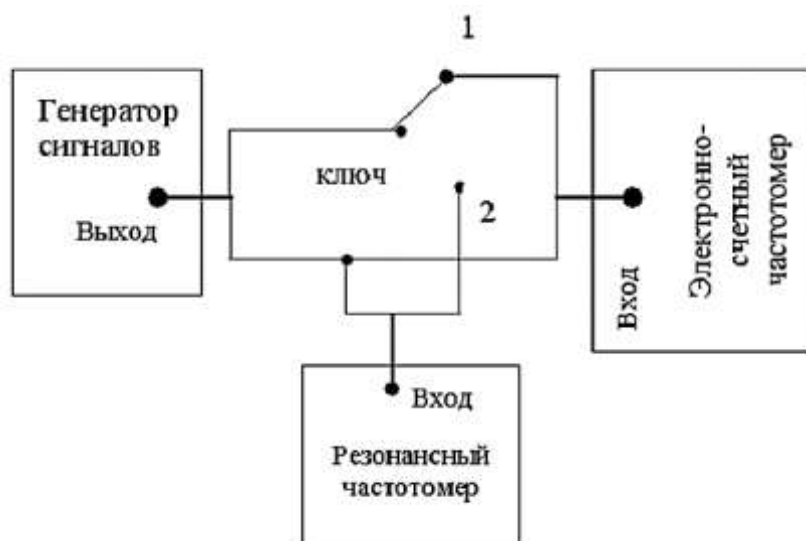 1
Генератор
сигналов
Выход
ключ
2
Вход
Электронно-
счетный
частотомер
Вход
Резонансный
частотомер